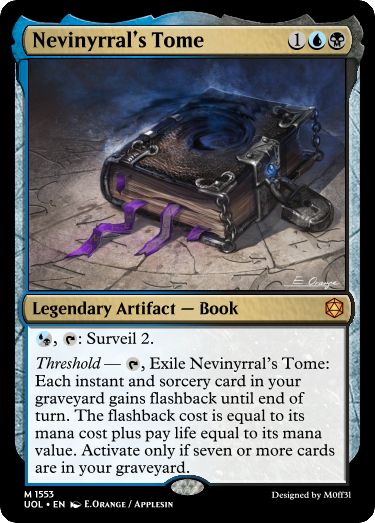 Nevinyrral's Tome 1
E Orange
Legendary Artifact — Book
, : Surveil 2.
Threshold — , Exile Nevinyrral's Tome:
Each instant and sorcery card in your
graveyard gains flashback until end of
turn. The flashback cost is equal to its
mana cost plus pay life equal to its mana
value. Activate only if seven or more cards
are in your graveyard.
M 1553
UOL • EN E.Orange / Applesin
Designed by M0ff3l